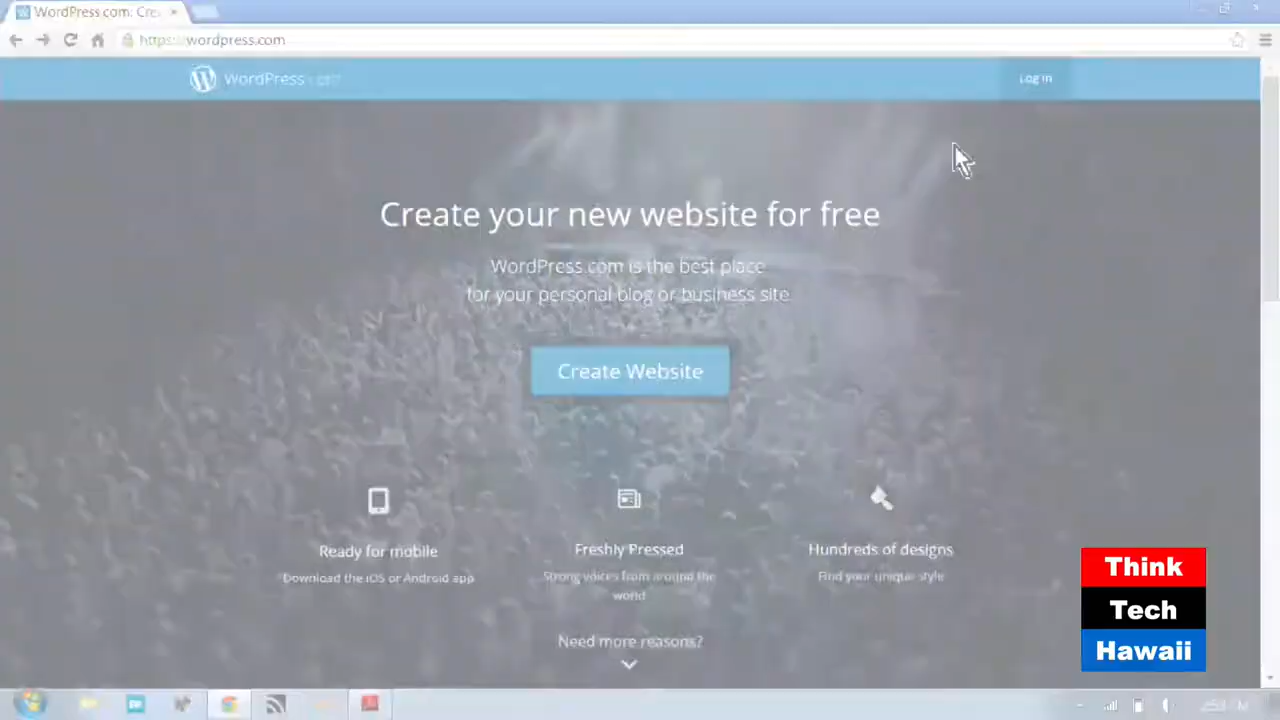 WordPress.com: Cre
https://wordpress.com
WordPress.com
Log In
Create your new website for free
WordPress.com is the best place
for your personal blog or business site
Create Website
Ready for mobile
Download the iOS or Android app
Freshly Pressed
Strong voices from around the
world
Hundreds of designs
Find your unique style
Need more reasons?
Think
Tech
Hawaii